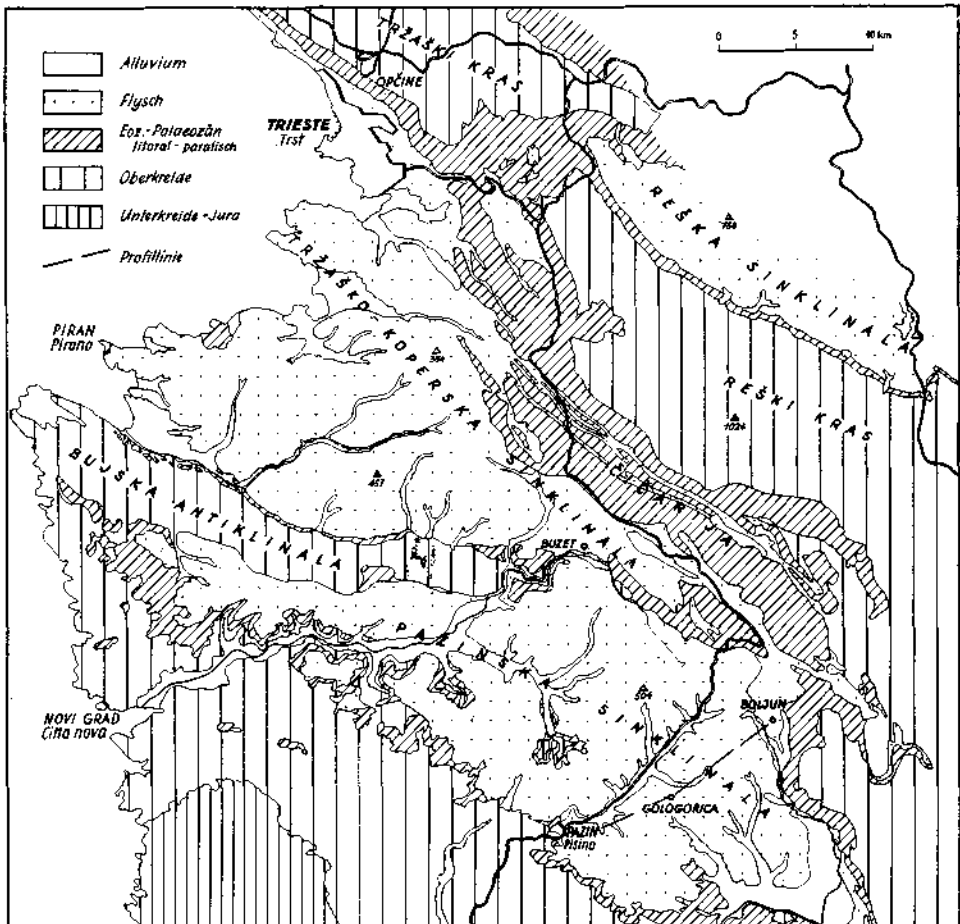 Alluvium
Flysch
Eoz.-Palaeozän
litoral-paralisch
Oberkreide
Unterkreide-Jura
Profillinie
0 5 10 km
TRŽAŠKI KRAS
OPČINE
TRIESTE
Trst
REŠKA SINKLINALA
TRŽAŠKO KOPERSKA SINKLINALA
PIRAN
Pirano
REŠKI KRAS
1024
457
BUJSKA ANTIKLINALA
ČIČARIJA
BUZET
PAZINSKA SINKLINALA
NOVI GRAD
Citta nova
BOLJUN
GOLOGORICA
PAZIN
Pisino